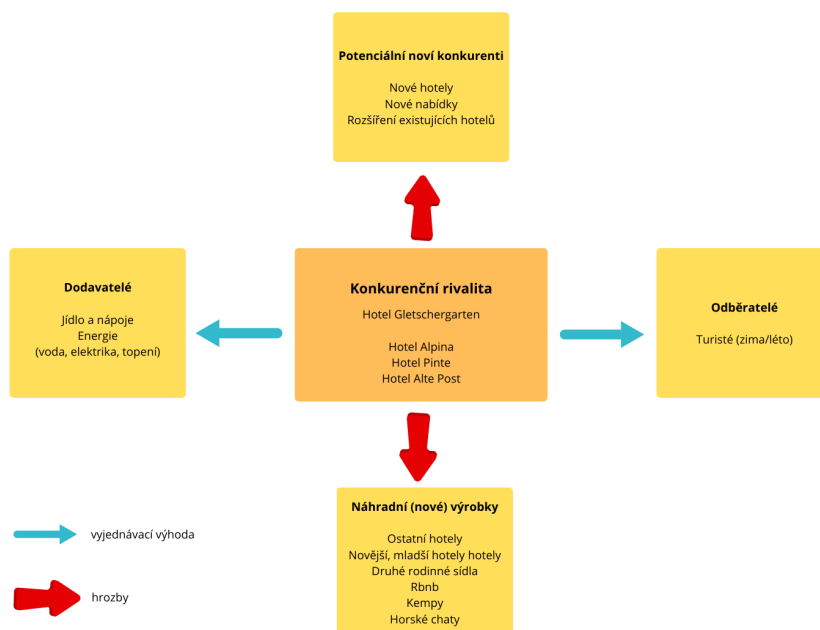 Potenciální noví konkurenti
Nové hotely
Nové nabídky
Rozšíření existujících hotelů
Dodavatelé
Jídlo a nápoje
Energie
(voda, elektrika, topení)
Konkurenční rivalita
Hotel Gletschergarten
Hotel Alpina
Hotel Pinte
Hotel Alte Post
Odběratelé
Turisté (zima/léto)
Náhradní (nové) výrobky
Ostatní hotely
Novější, mladší hotely hotely
Druhé rodinné sídla
Rbnb
Kempy
Horské chaty
vyjednávací výhoda
hrozby